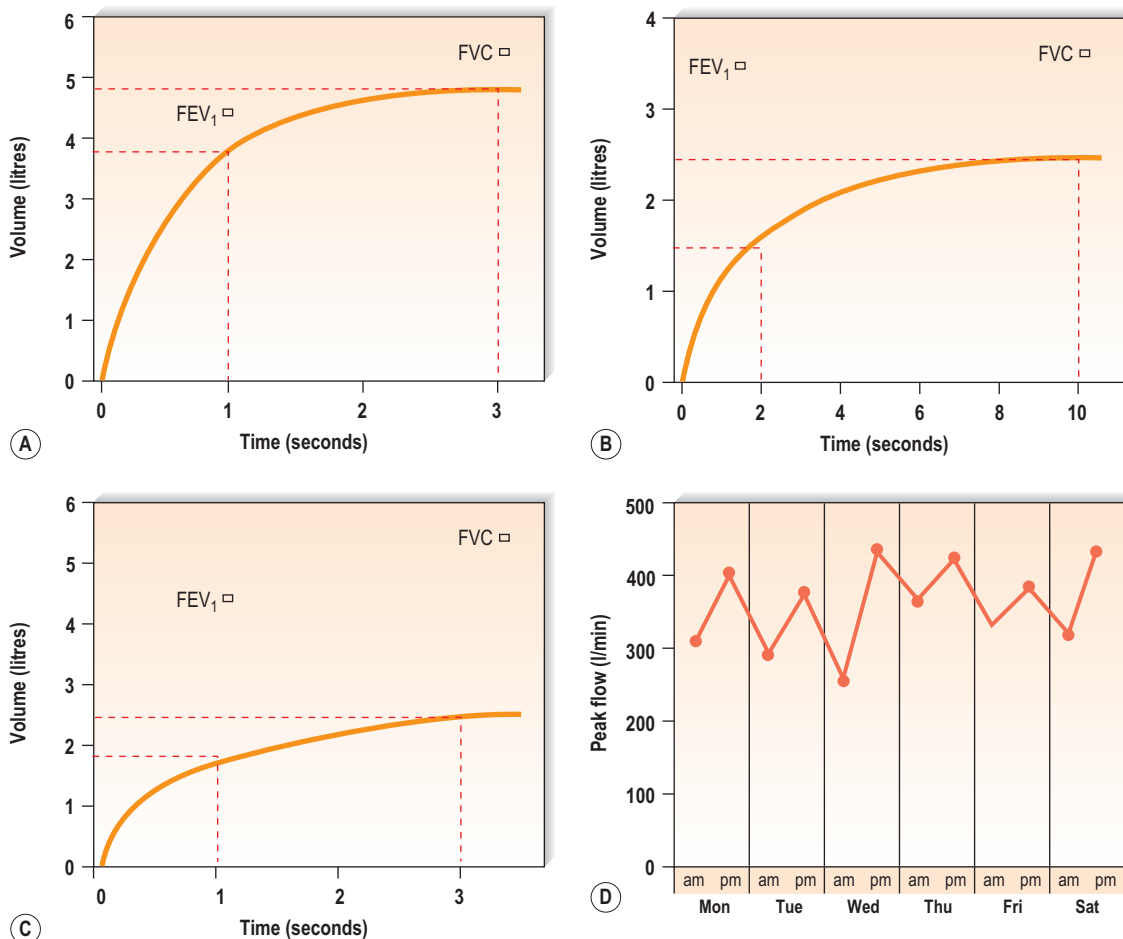 6
5
4
3
2
1
0
Volume (litres)
FEV1
FVC
0 1 2 3
Time (seconds)
A
4
3
2
1
0
Volume (litres)
FEV1
FVC
0 2 4 6 8 10
Time (seconds)
B
6
5
4
3
2
1
0
Volume (litres)
FEV1
FVC
0 1 2 3
Time (seconds)
C
500
400
300
200
100
0
Peak flow (l/min)
am pm am pm am pm am pm am pm am pm
Mon Tue Wed Thu Fri Sat
D